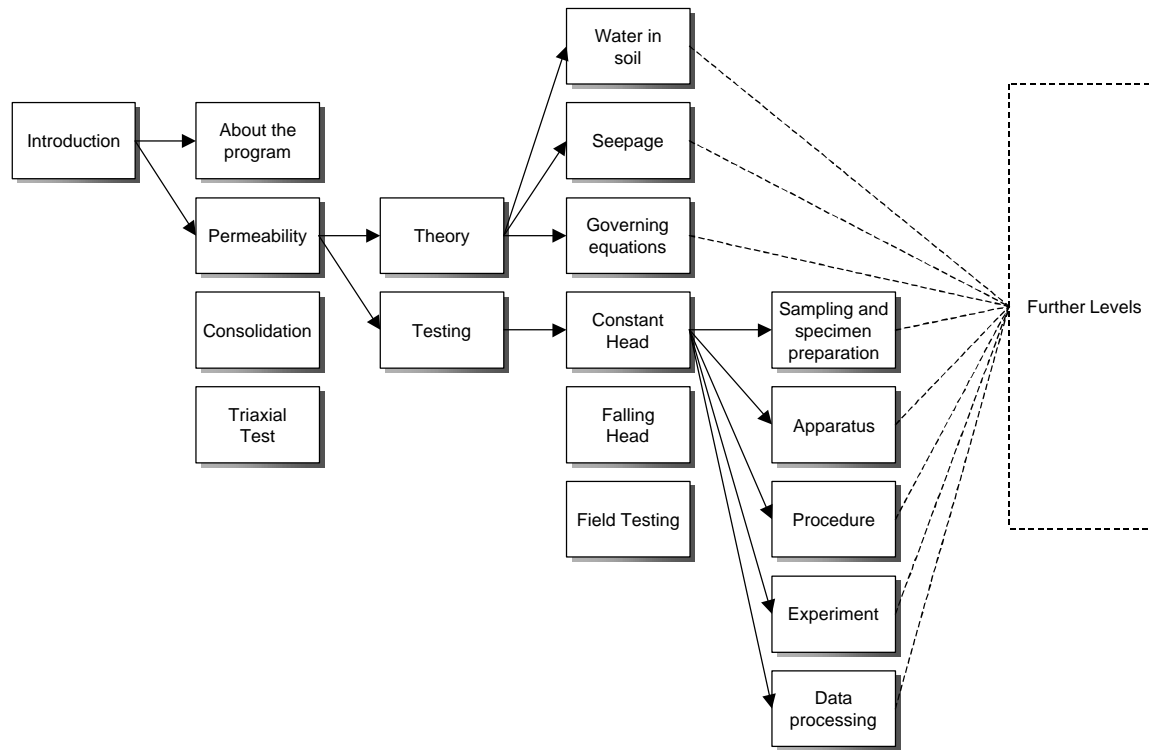 Introduction
About the
program
Permeability
Consolidation
Triaxial
Test
Theory
Testing
Water in
soil
Seepage
Governing
equations
Constant
Head
Falling
Head
Field Testing
Sampling and
specimen
preparation
Apparatus
Procedure
Experiment
Data
processing
Further Levels